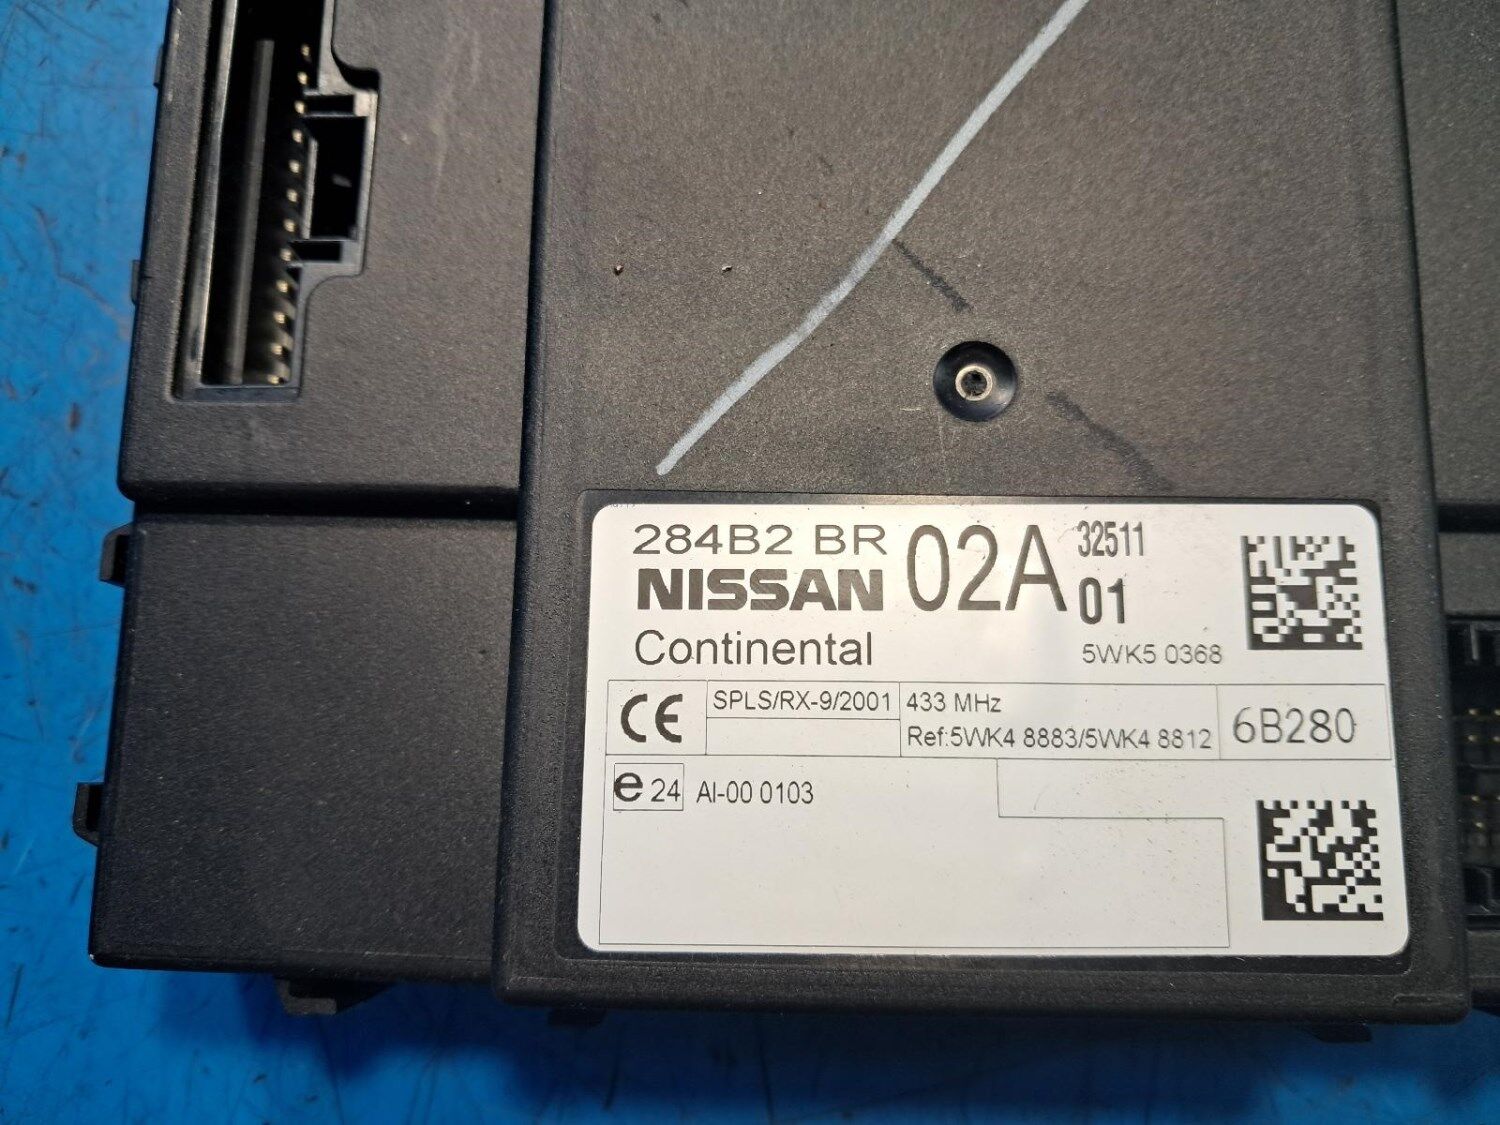 284B2 BR 02A 32511
NISSAN 01
Continental 5WK5 0368
CE SPLS/RX-9/2001 433 MHz 6B280
Ref:5WK4 8883/5WK4 8812
e24 AI-00 0103